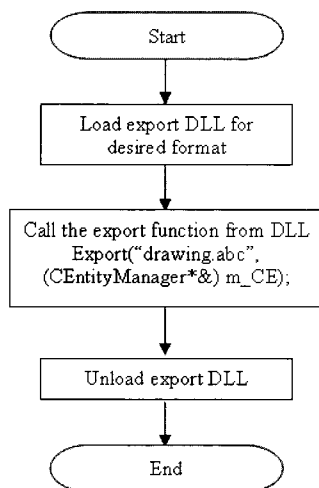 Start
Load export DLL for
desired format
Call the export function from DLL
Export(“drawing.abc”,
(CEntityManager*&) m_CE);
Unload export DLL
End